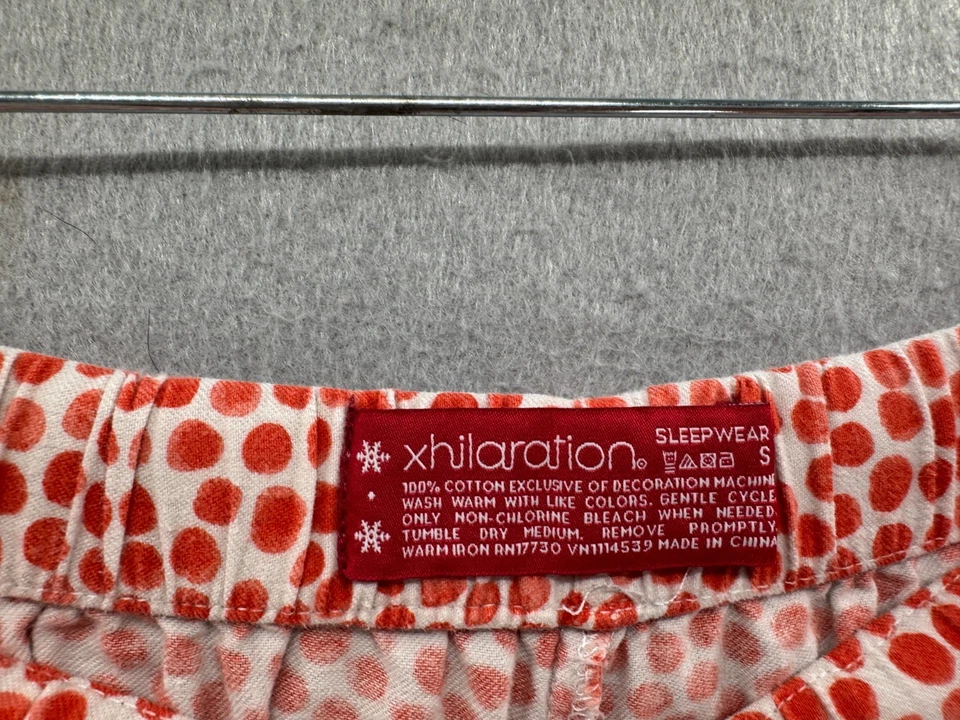 xhilaration® SLEEPWEAR
S
100% COTTON EXCLUSIVE OF DECORATION MACHIN
WASH WARM WITH LIKE COLORS. GENTLE CYCLE
ONLY NON-CHLORINE BLEACH WHEN NEEDED.
TUMBLE DRY MEDIUM. REMOVE PROMPTLY.
WARM IRON RN17730 VN1114539 MADE IN CHINA